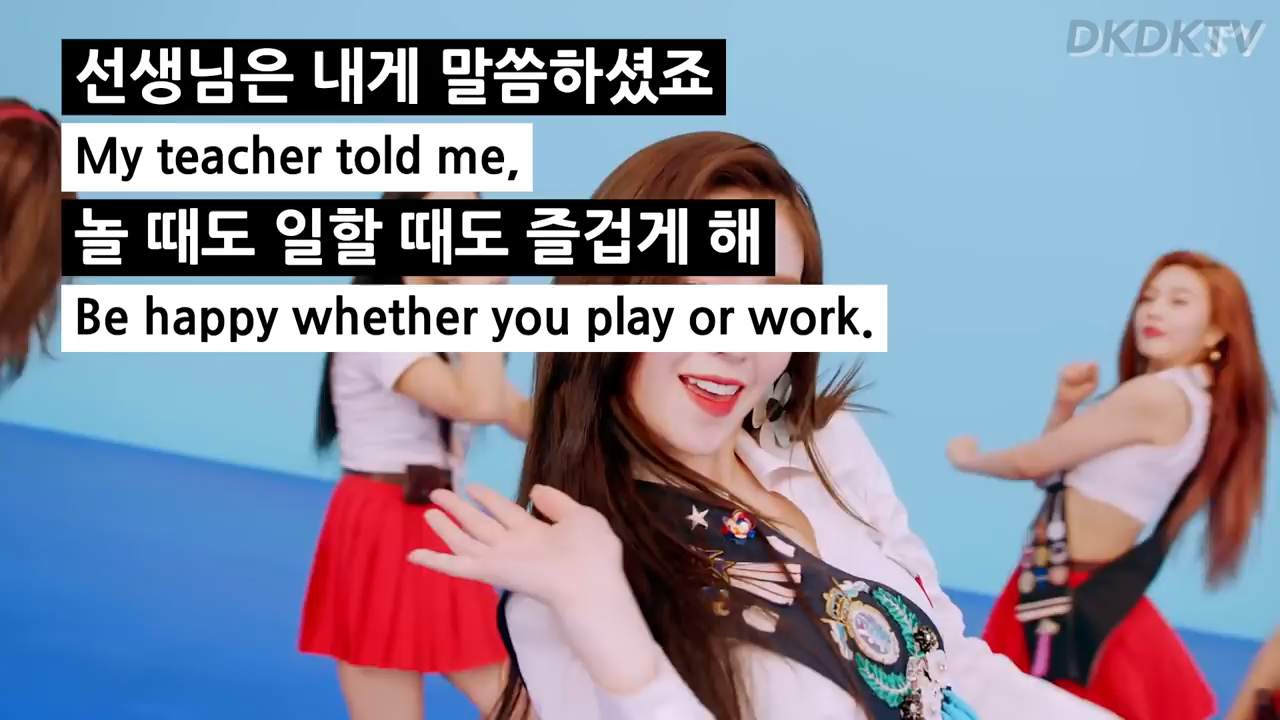 DKDKTV
선생님은 내게 말씀하셨죠
My teacher told me,
놀 때도 일할 때도 즐겁게 해
Be happy whether you play or work.